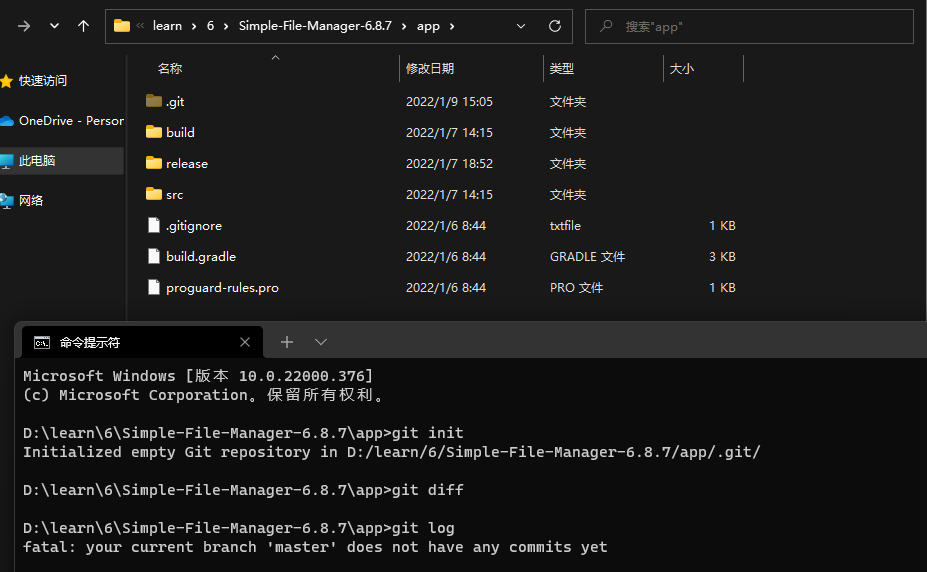 learn > 6 > Simple-File-Manager-6.8.7 > app >
搜索"app"
名称 修改日期 类型 大小
快速访问
OneDrive - Person
此电脑
网络
.git 2022/1/9 15:05 文件夹
build 2022/1/7 14:15 文件夹
release 2022/1/7 18:52 文件夹
src 2022/1/7 14:15 文件夹
.gitignore 2022/1/6 8:44 txtfile 1 KB
build.gradle 2022/1/6 8:44 GRADLE 文件 3 KB
proguard-rules.pro 2022/1/6 8:44 PRO 文件 1 KB
命令提示符
Microsoft Windows [版本 10.0.22000.376]
(c) Microsoft Corporation。保留所有权利。
D:\learn\6\Simple-File-Manager-6.8.7\app>git init
Initialized empty Git repository in D:/learn/6/Simple-File-Manager-6.8.7/app/.git/
D:\learn\6\Simple-File-Manager-6.8.7\app>git diff
D:\learn\6\Simple-File-Manager-6.8.7\app>git log
fatal: your current branch 'master' does not have any commits yet